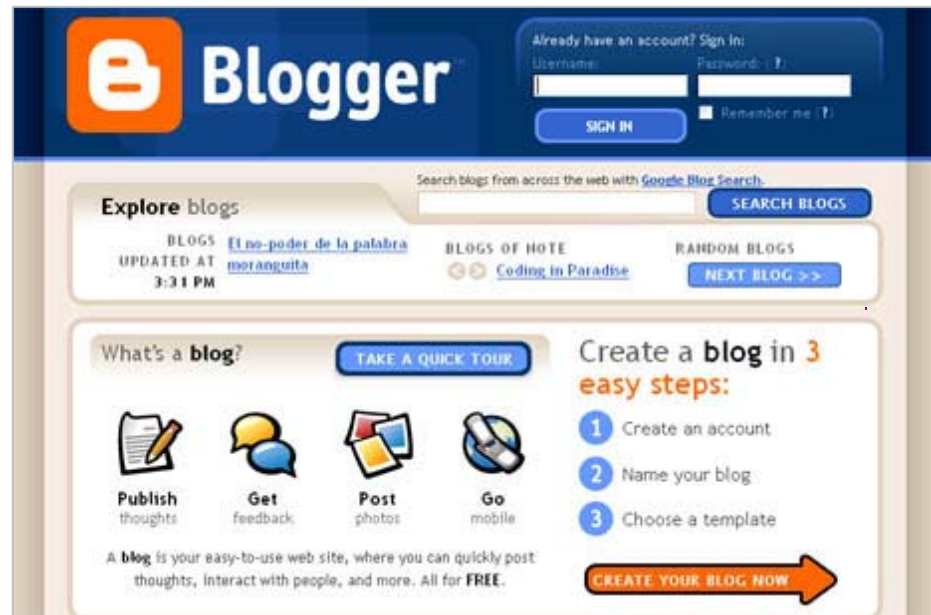 Blogger™
Already have an account? Sign in:
Username: Password: (?)
SIGN IN
Remember me (?)
Search blogs from across the web with Google Blog Search.
Explore blogs
SEARCH BLOGS
BLOGS UPDATED AT 3:31 PM
El no-poder de la palabra
moranguita
BLOGS OF NOTE
Coding in Paradise
RANDOM BLOGS
NEXT BLOG >>
What's a blog?
TAKE A QUICK TOUR
Publish
thoughts
Get
feedback
Post
photos
Go
mobile
A blog is your easy-to-use web site, where you can quickly post
thoughts, interact with people, and more. All for FREE.
Create a blog in 3
easy steps:
1 Create an account
2 Name your blog
3 Choose a template
CREATE YOUR BLOG NOW